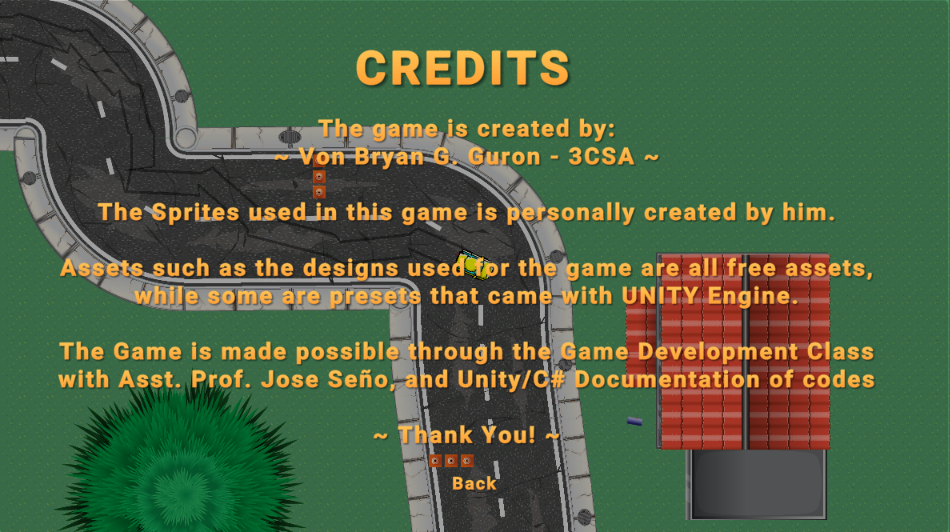 CREDITS
The game is created by:
~ Von Bryan G. Guron - 3CSA ~
The Sprites used in this game is personally created by him.
Assets such as the designs used for the game are all free assets,
while some are presets that came with UNITY Engine.
The Game is made possible through the Game Development Class
with Asst. Prof. Jose Seño, and Unity/C# Documentation of codes
~ Thank You! ~
Back